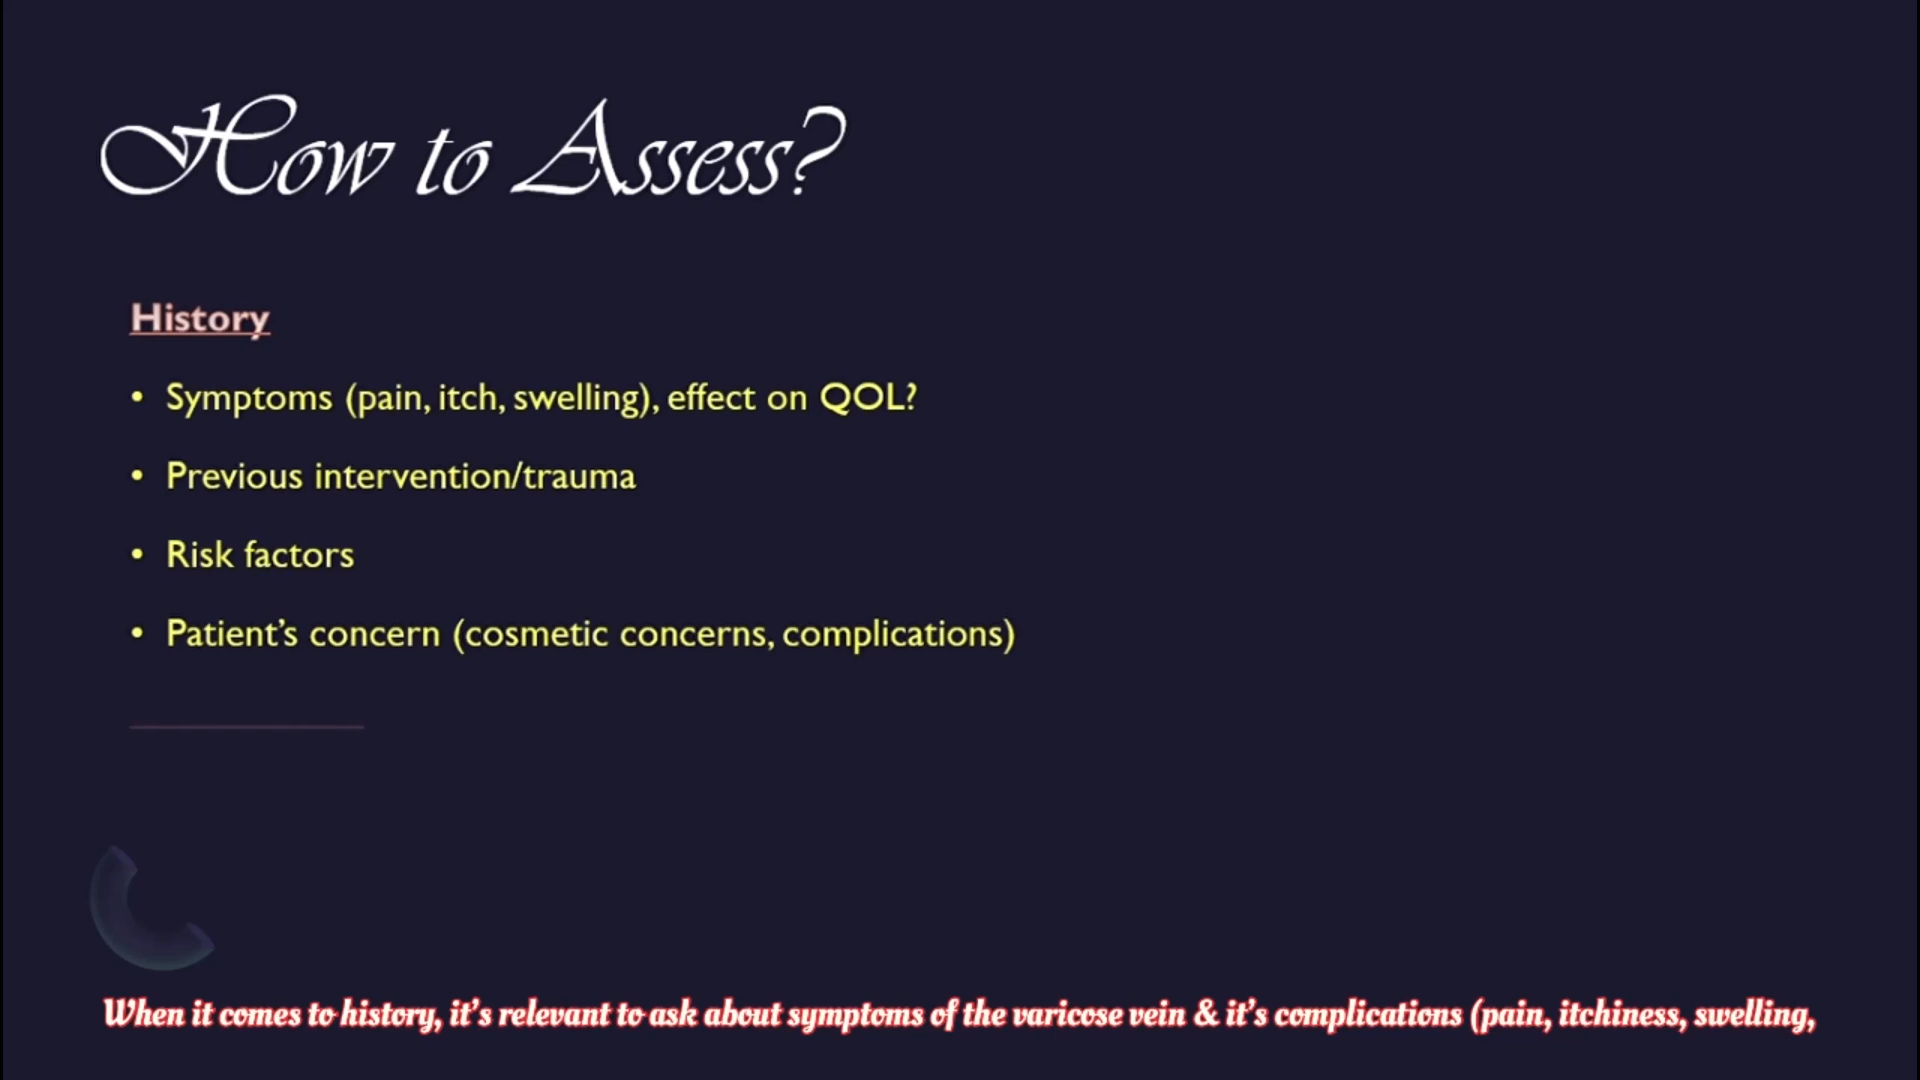 How to Assess?
History
• Symptoms (pain, itch, swelling), effect on QOL?
• Previous intervention/trauma
• Risk factors
• Patient’s concern (cosmetic concerns, complications)
When it comes to history, it’s relevant to ask about symptoms of the varicose vein & it’s complications (pain, itchiness, swelling,